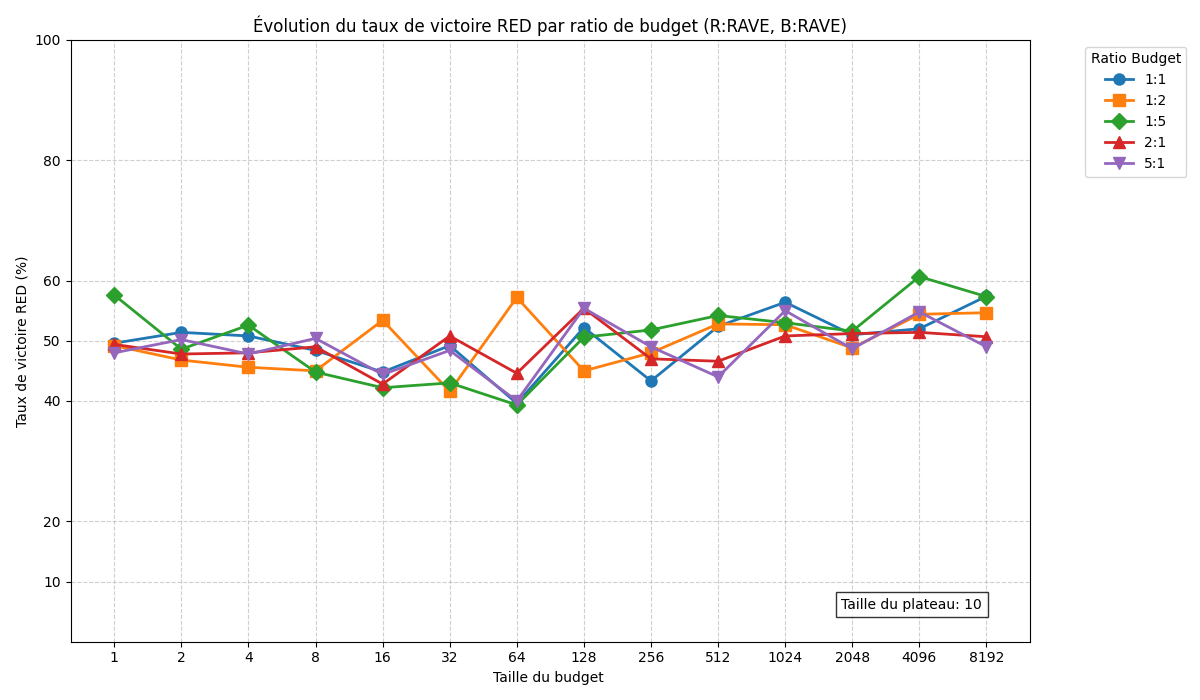 Évolution du taux de victoire RED par ratio de budget (R:RAVE, B:RAVE)
Taux de victoire RED (%)
100
80
60
50
40
20
10
1 2 4 8 16 32 64 128 256 512 1024 2048 4096 8192
Taille du budget
Taille du plateau: 10
Ratio Budget
1:1
1:2
1:5
2:1
5:1